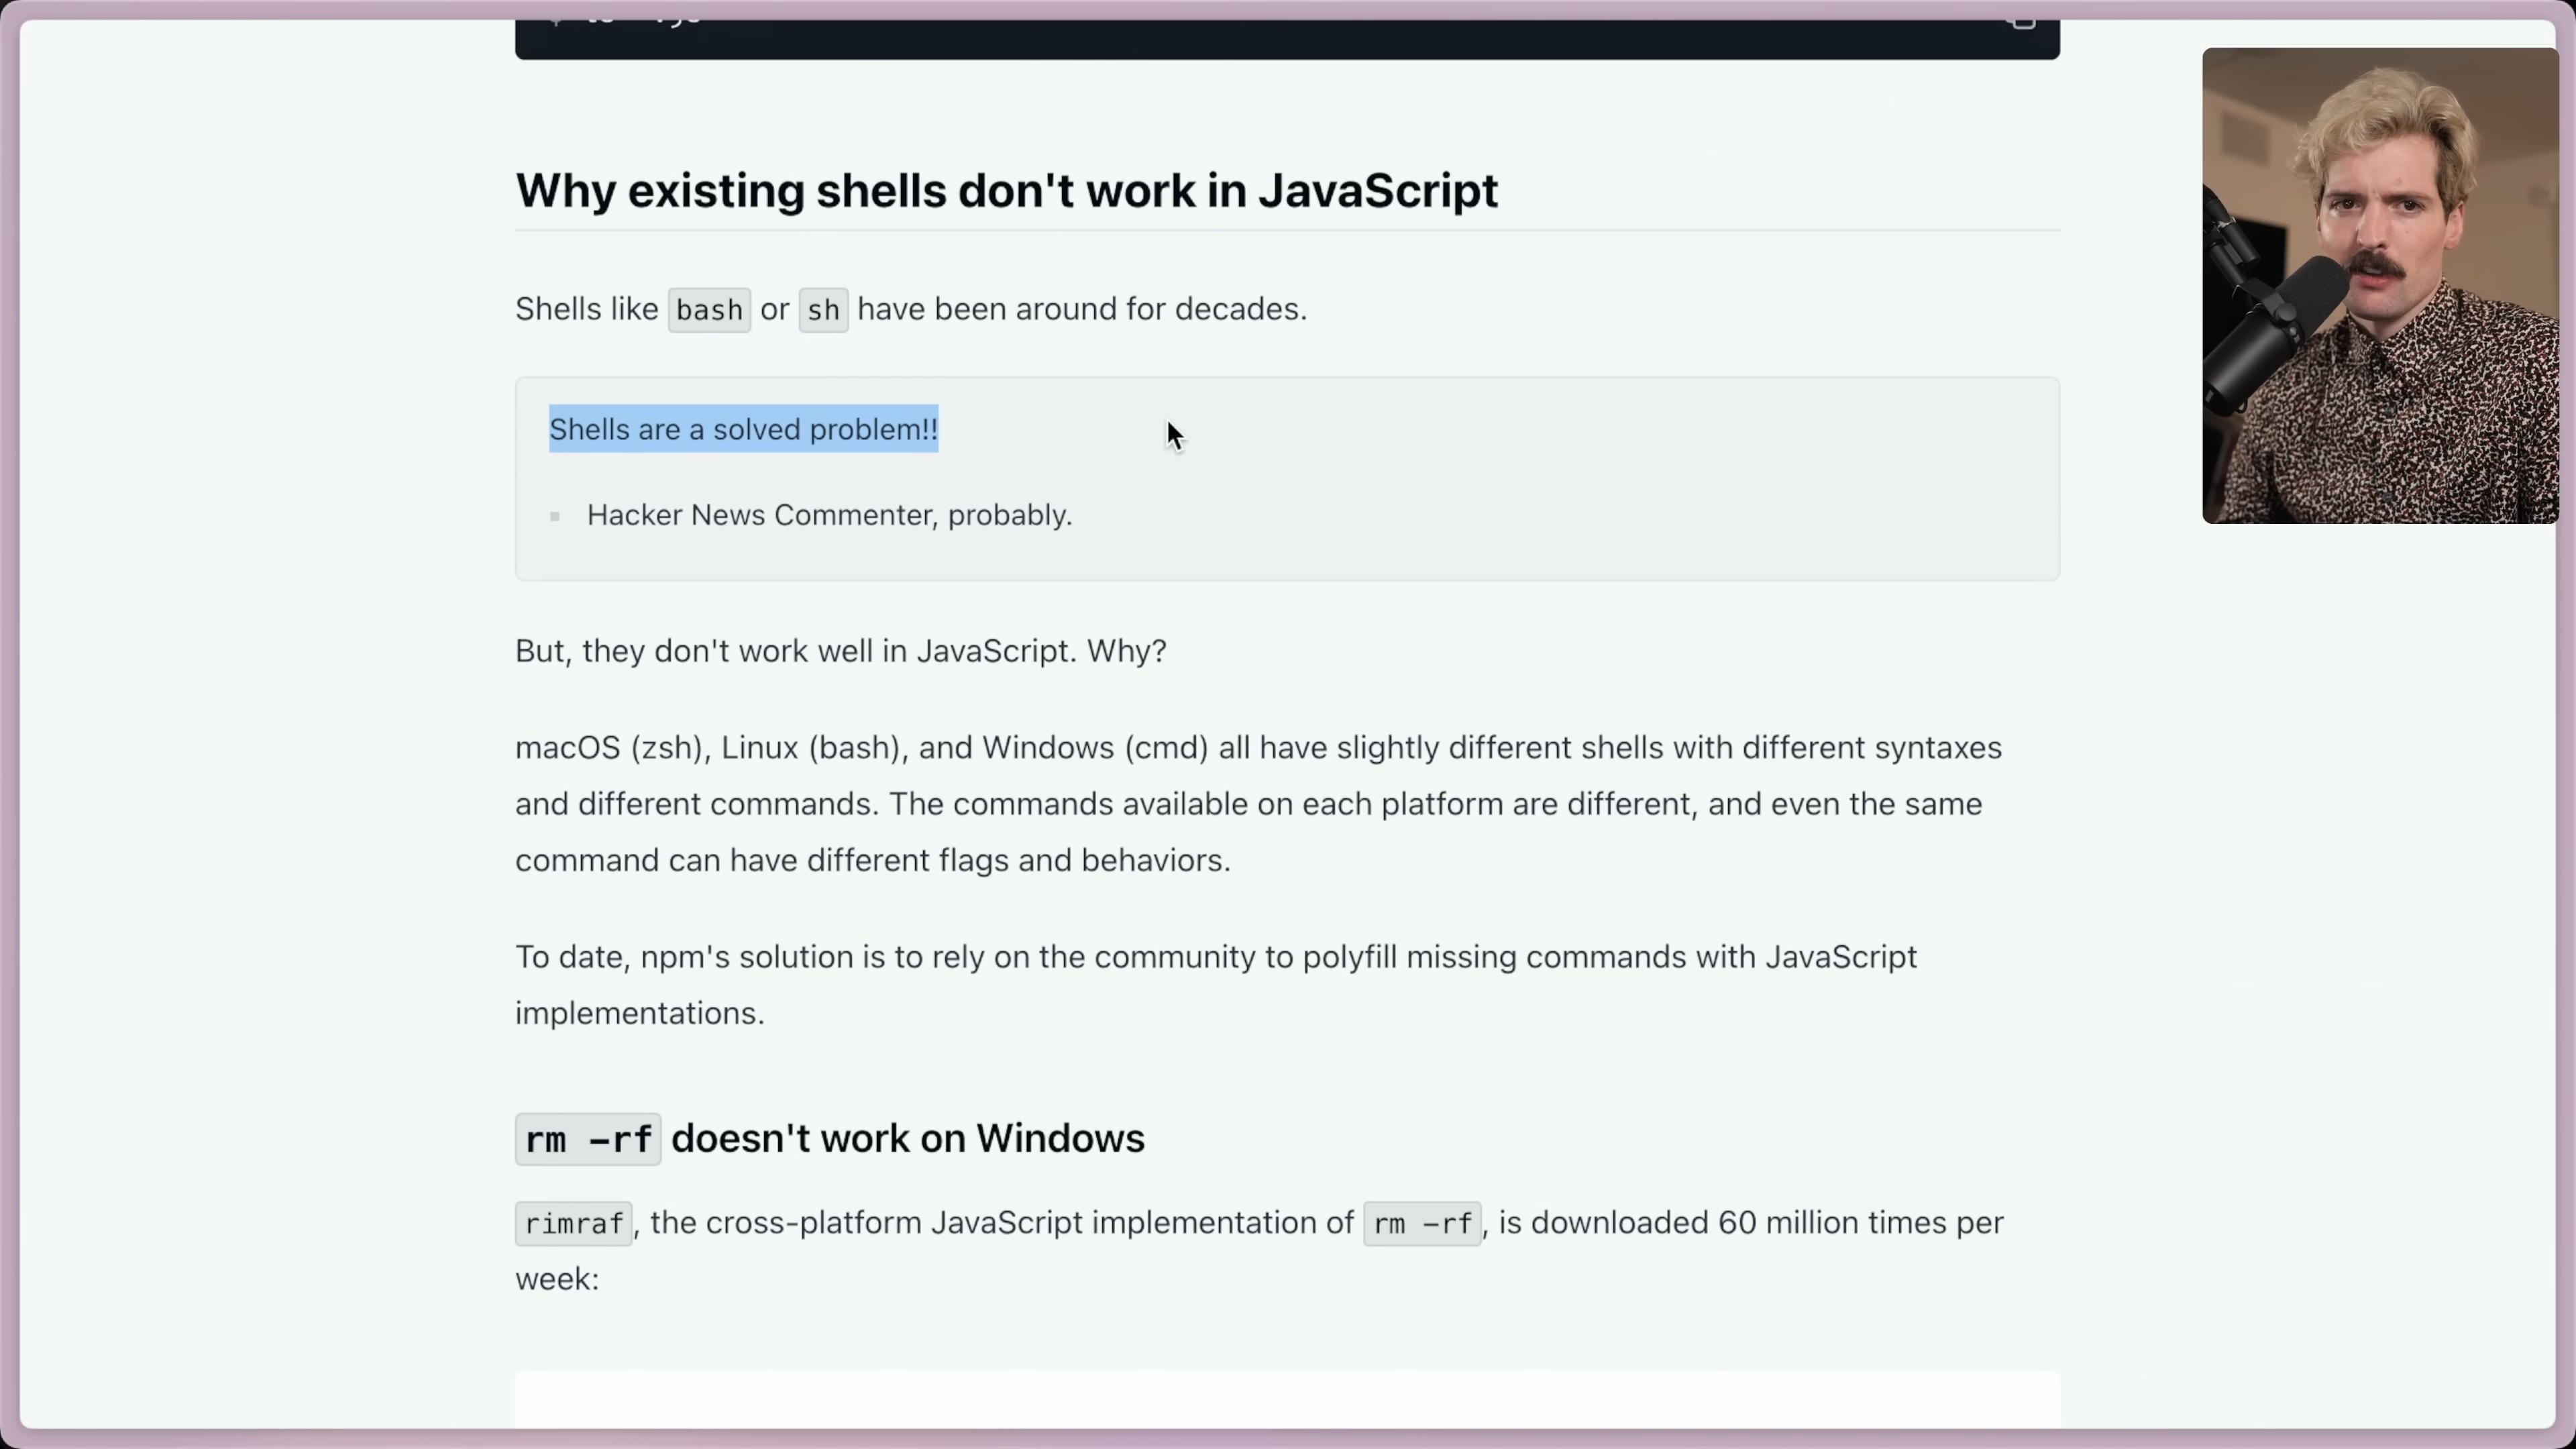 Why existing shells don't work in JavaScript
Shells like bash or sh have been around for decades.
Shells are a solved problem!!
Hacker News Commenter, probably.
But, they don't work well in JavaScript. Why?
macOS (zsh), Linux (bash), and Windows (cmd) all have slightly different shells with different syntaxes
and different commands. The commands available on each platform are different, and even the same
command can have different flags and behaviors.
To date, npm's solution is to rely on the community to polyfill missing commands with JavaScript
implementations.
rm -rf doesn't work on Windows
rimraf, the cross-platform JavaScript implementation of rm -rf, is downloaded 60 million times per
week: